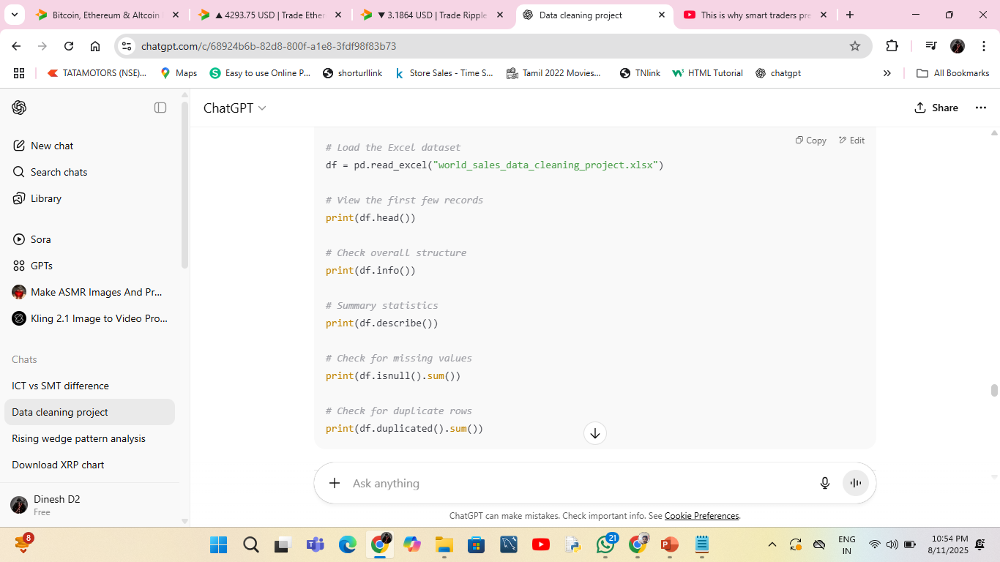 Bitcoin, Ethereum & Altcoin
▲ 4293.75 USD | Trade Ether
▼ 3.1864 USD | Trade Ripple
Data cleaning project
This is why smart traders pre
chatgpt.com/c/68924b6b-82d8-800f-a1e8-3fdf98f83b73
TATAMOTORS (NSE)...
Maps
Easy to use Online P...
shorturllink
Store Sales - Time S...
Tamil 2022 Movies...
TNlink
HTML Tutorial
chatgpt
All Bookmarks
ChatGPT
Share
New chat
Search chats
Library
Sora
GPTs
Make ASMR Images And Pr...
Kling 2.1 Image to Video Pro...
Chats
ICT vs SMT difference
Data cleaning project
Rising wedge pattern analysis
Download XRP chart
Dinesh D2
Free
Copy
Edit
# Load the Excel dataset
df = pd.read_excel("world_sales_data_cleaning_project.xlsx")
# View the first few records
print(df.head())
# Check overall structure
print(df.info())
# Summary statistics
print(df.describe())
# Check for missing values
print(df.isnull().sum())
# Check for duplicate rows
print(df.duplicated().sum())
Ask anything
ChatGPT can make mistakes. Check important info. See Cookie Preferences.
8
21
ENG
IN
10:54 PM
8/11/2025